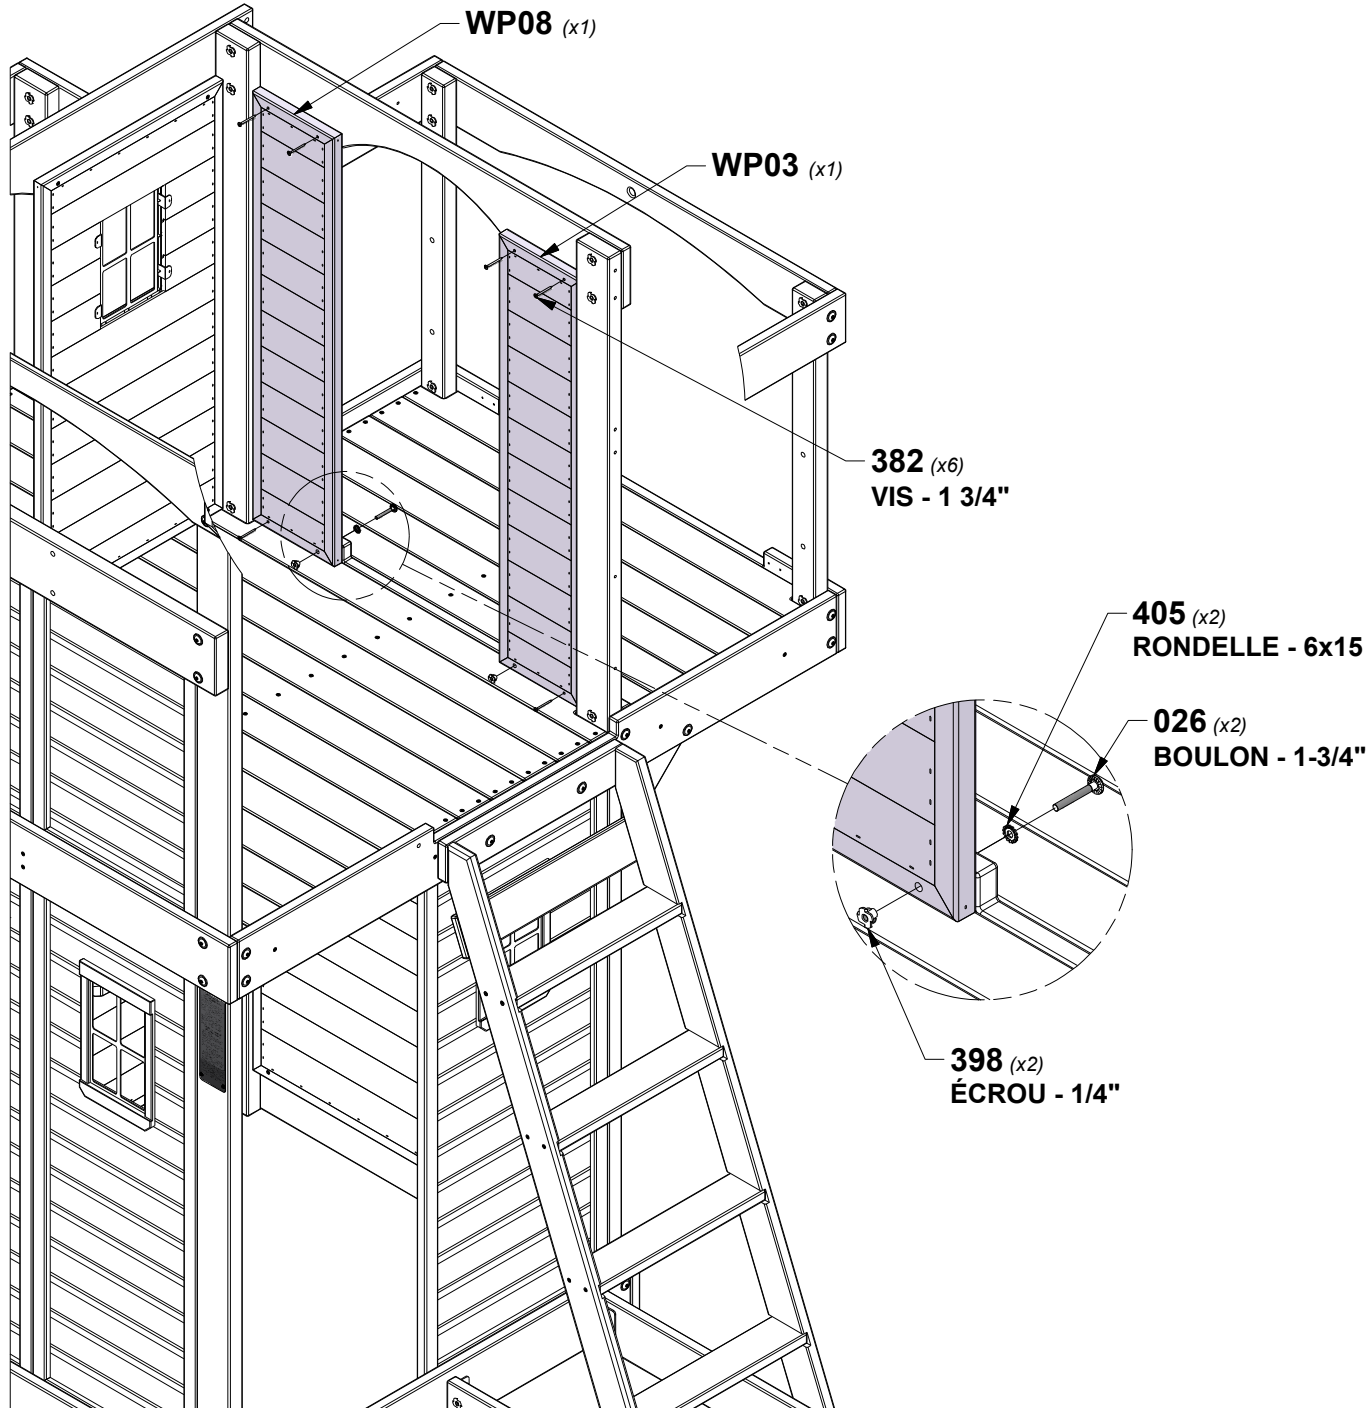 WP08 (x1)
WP03 (x1)
382 (x6)
VIS - 1 3/4"
405 (x2)
RONDELLE - 6x15
026 (x2)
BOULON - 1-3/4"
398 (x2)
ÉCROU - 1/4"